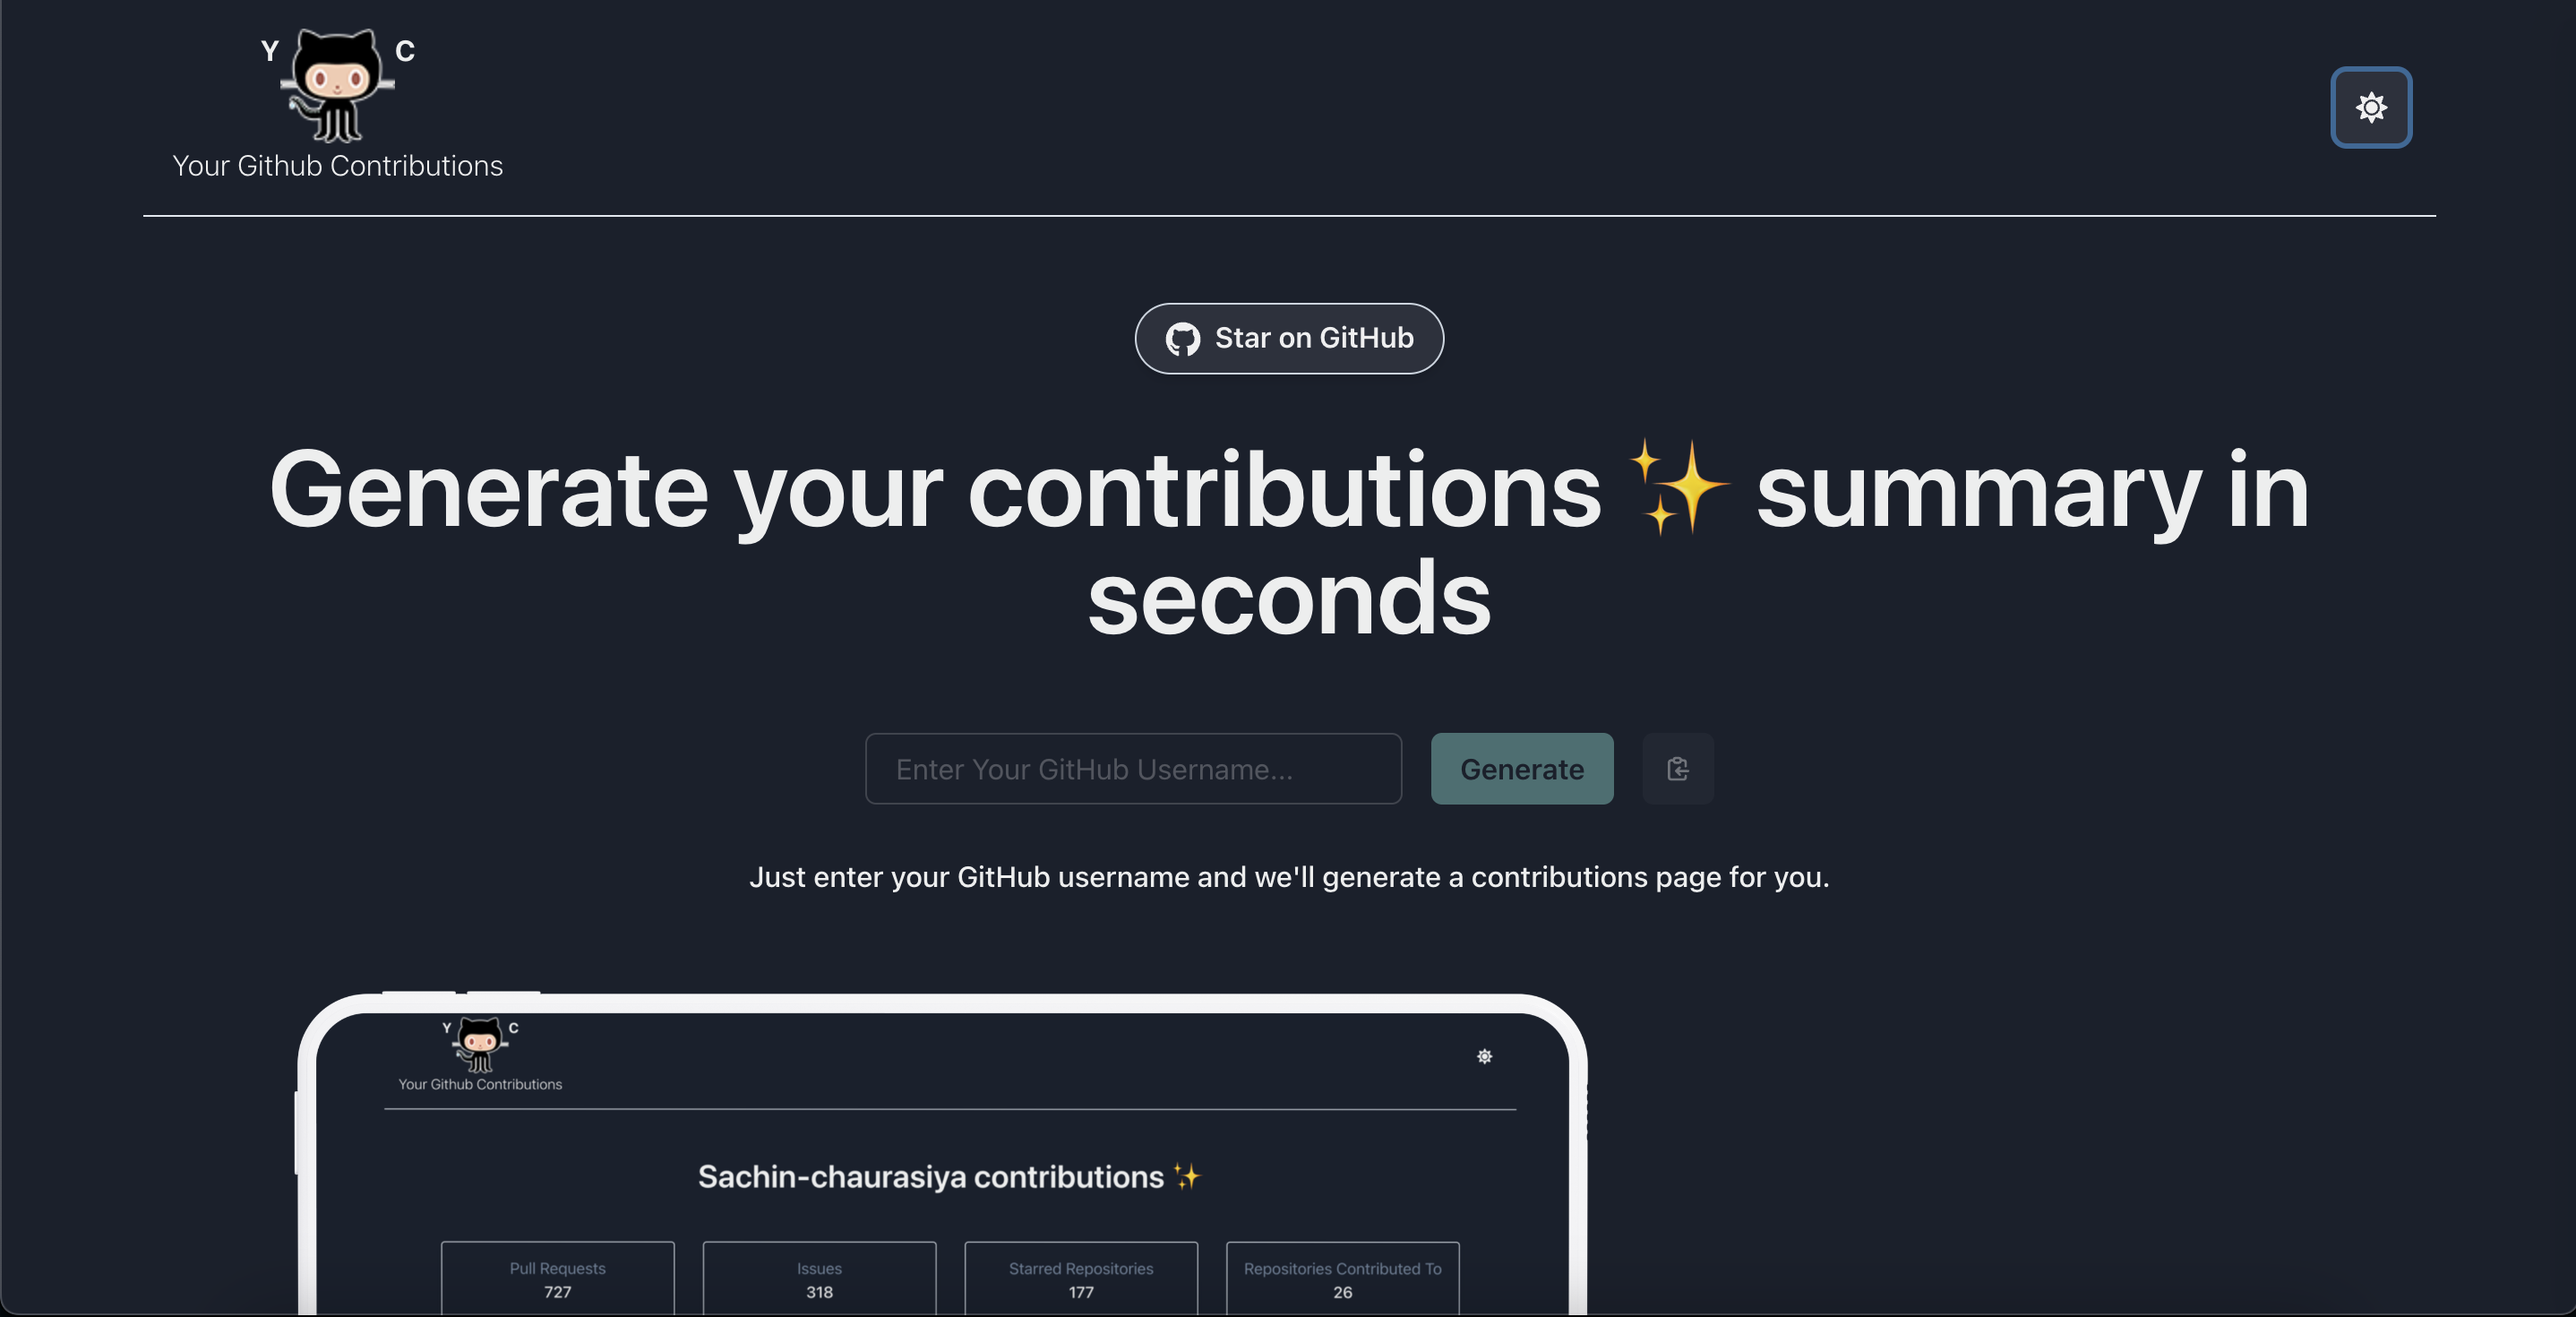 Y C
Your Github Contributions
Star on GitHub
Generate your contributions ✨ summary in
seconds
Enter Your GitHub Username...
Generate
Just enter your GitHub username and we'll generate a contributions page for you.
Y C
Your Github Contributions
Sachin-chaurasiya contributions ✨
Pull Requests
727
Issues
318
Starred Repositories
177
Repositories Contributed To
26